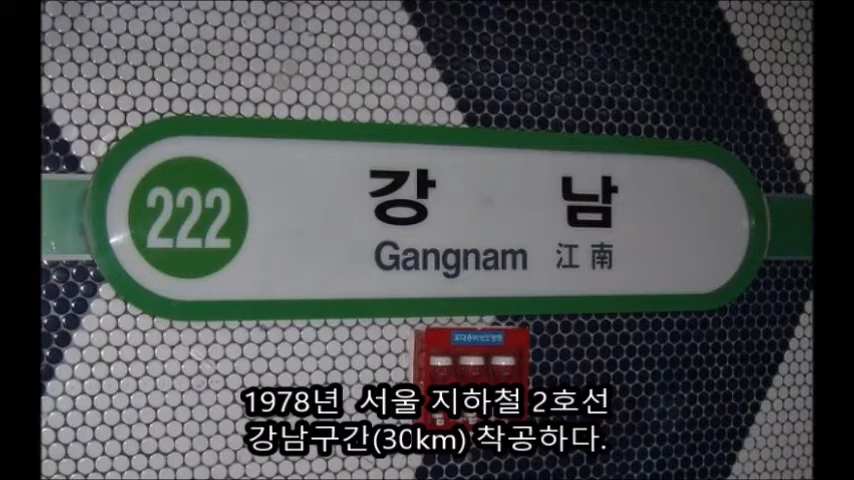 222
강남
Gangnam 江南
1978년 서울 지하철 2호선
강남구간(30km) 착공하다.